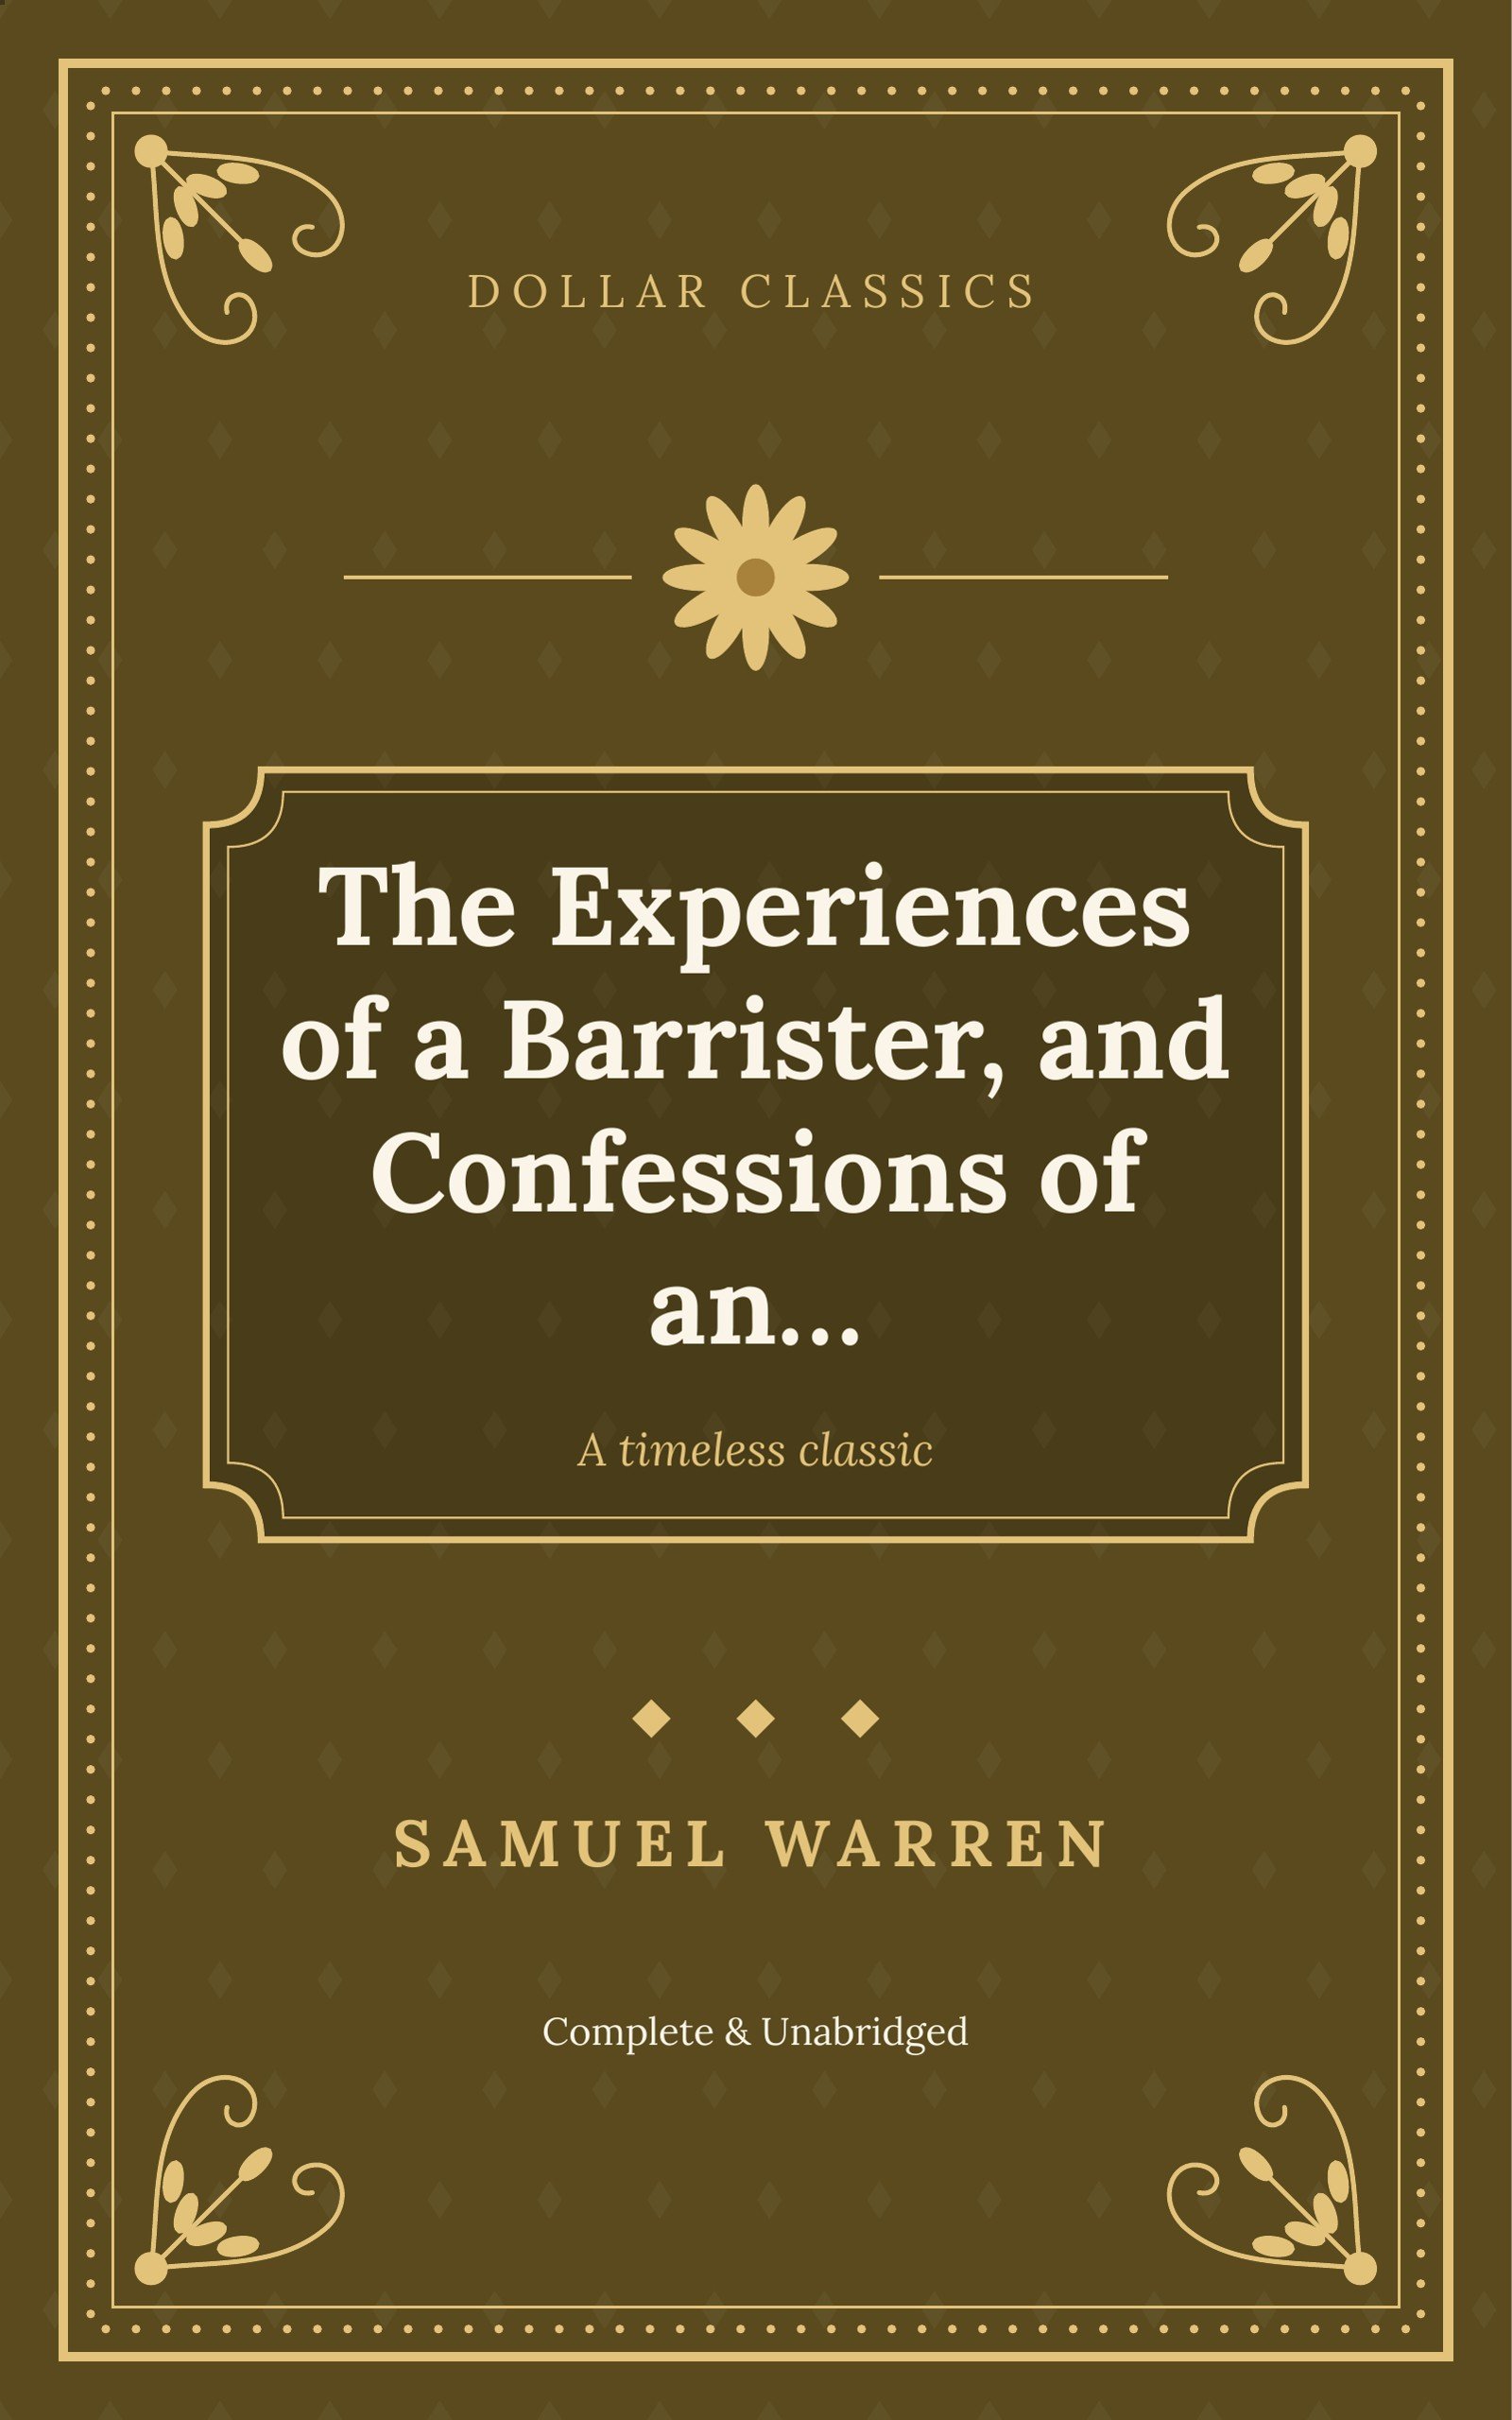 DOLLAR CLASSICS
The Experiences
of a Barrister, and
Confessions of
an...
A timeless classic
SAMUEL WARREN
Complete & Unabridged